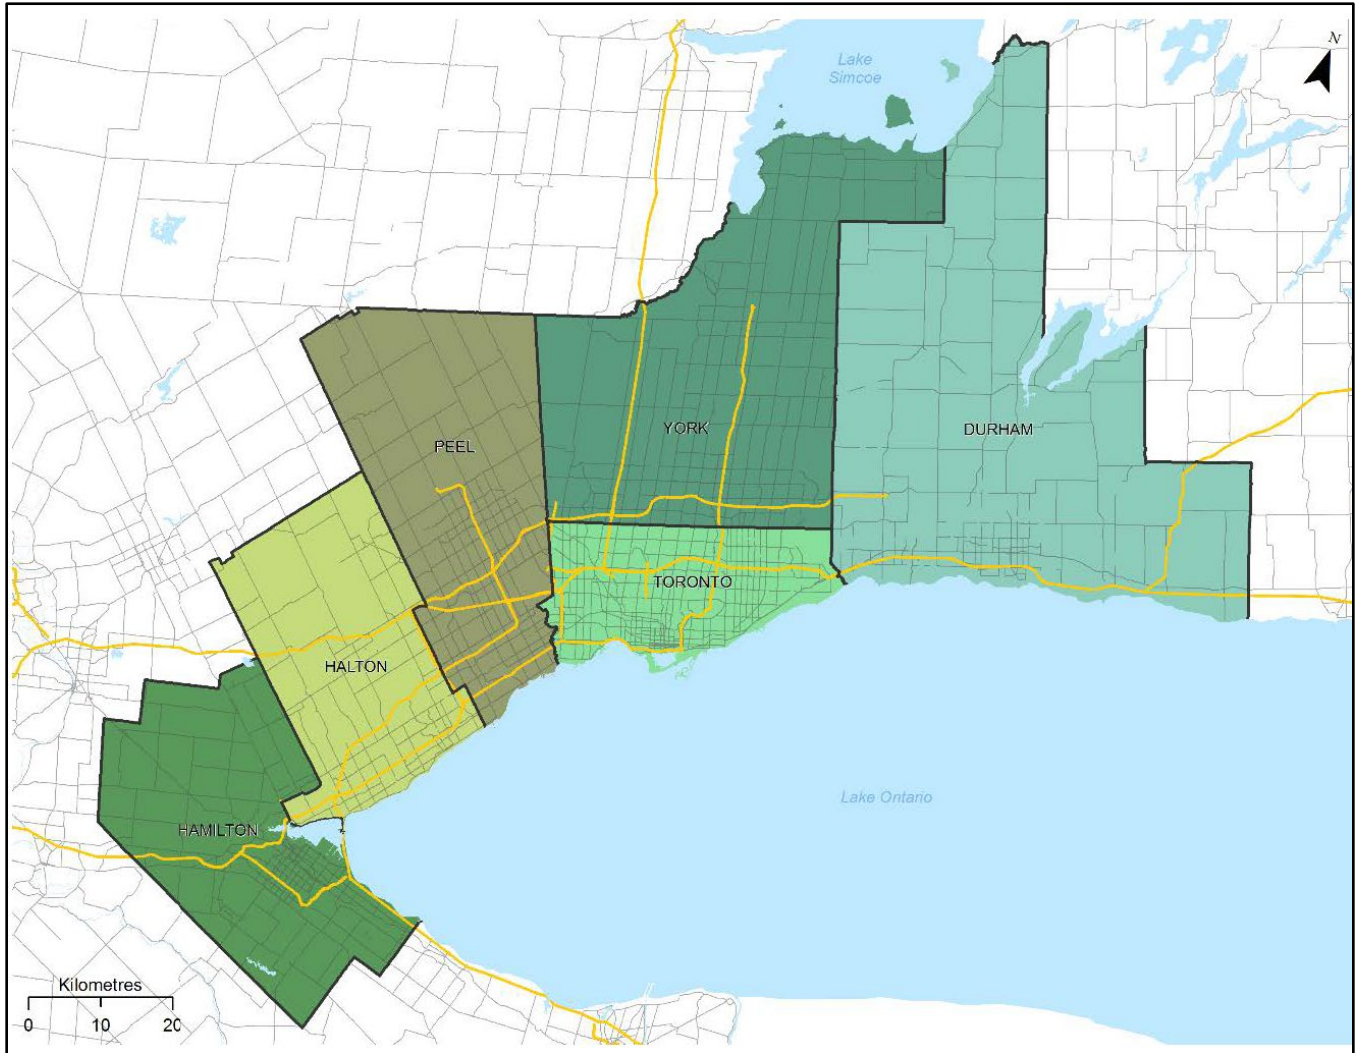 Lake
Simcoe
N
PEEL
YORK
DURHAM
TORONTO
HALTON
Lake Ontario
HAMILTON
Kilometres
0 10 20